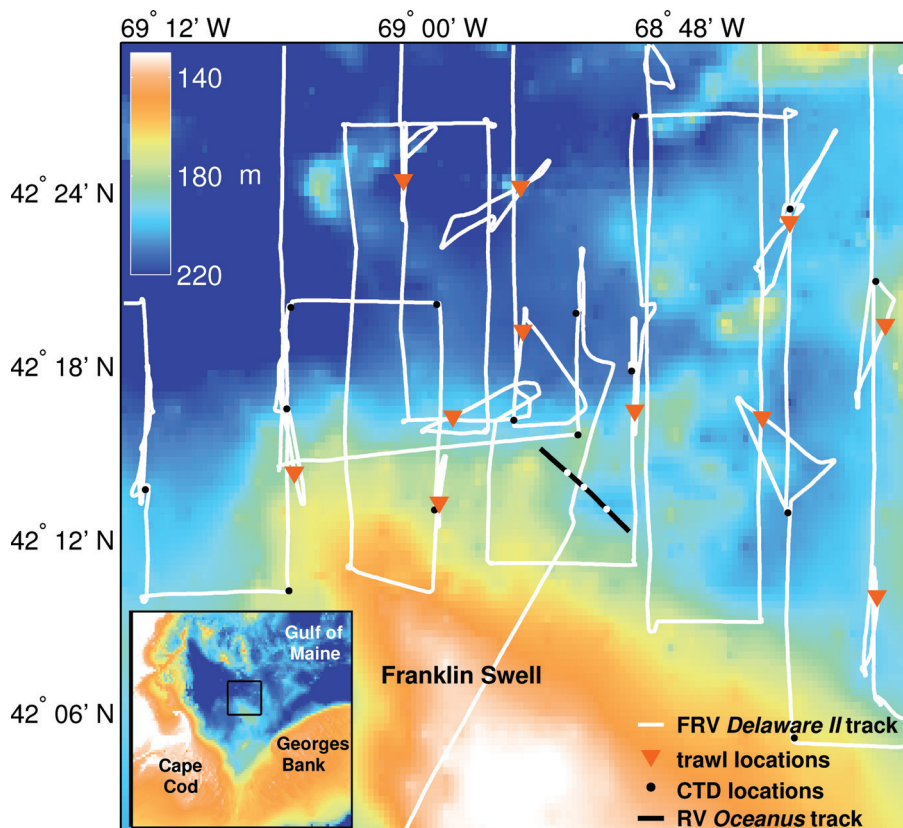 69° 12' W
69° 00' W
68° 48' W
140
180 m
220
42° 24' N
42° 18' N
42° 12' N
42° 06' N
Gulf of
Maine
Georges
Bank
Cape
Cod
Franklin Swell
FRV Delaware II track
trawl locations
CTD locations
RV Oceanus track